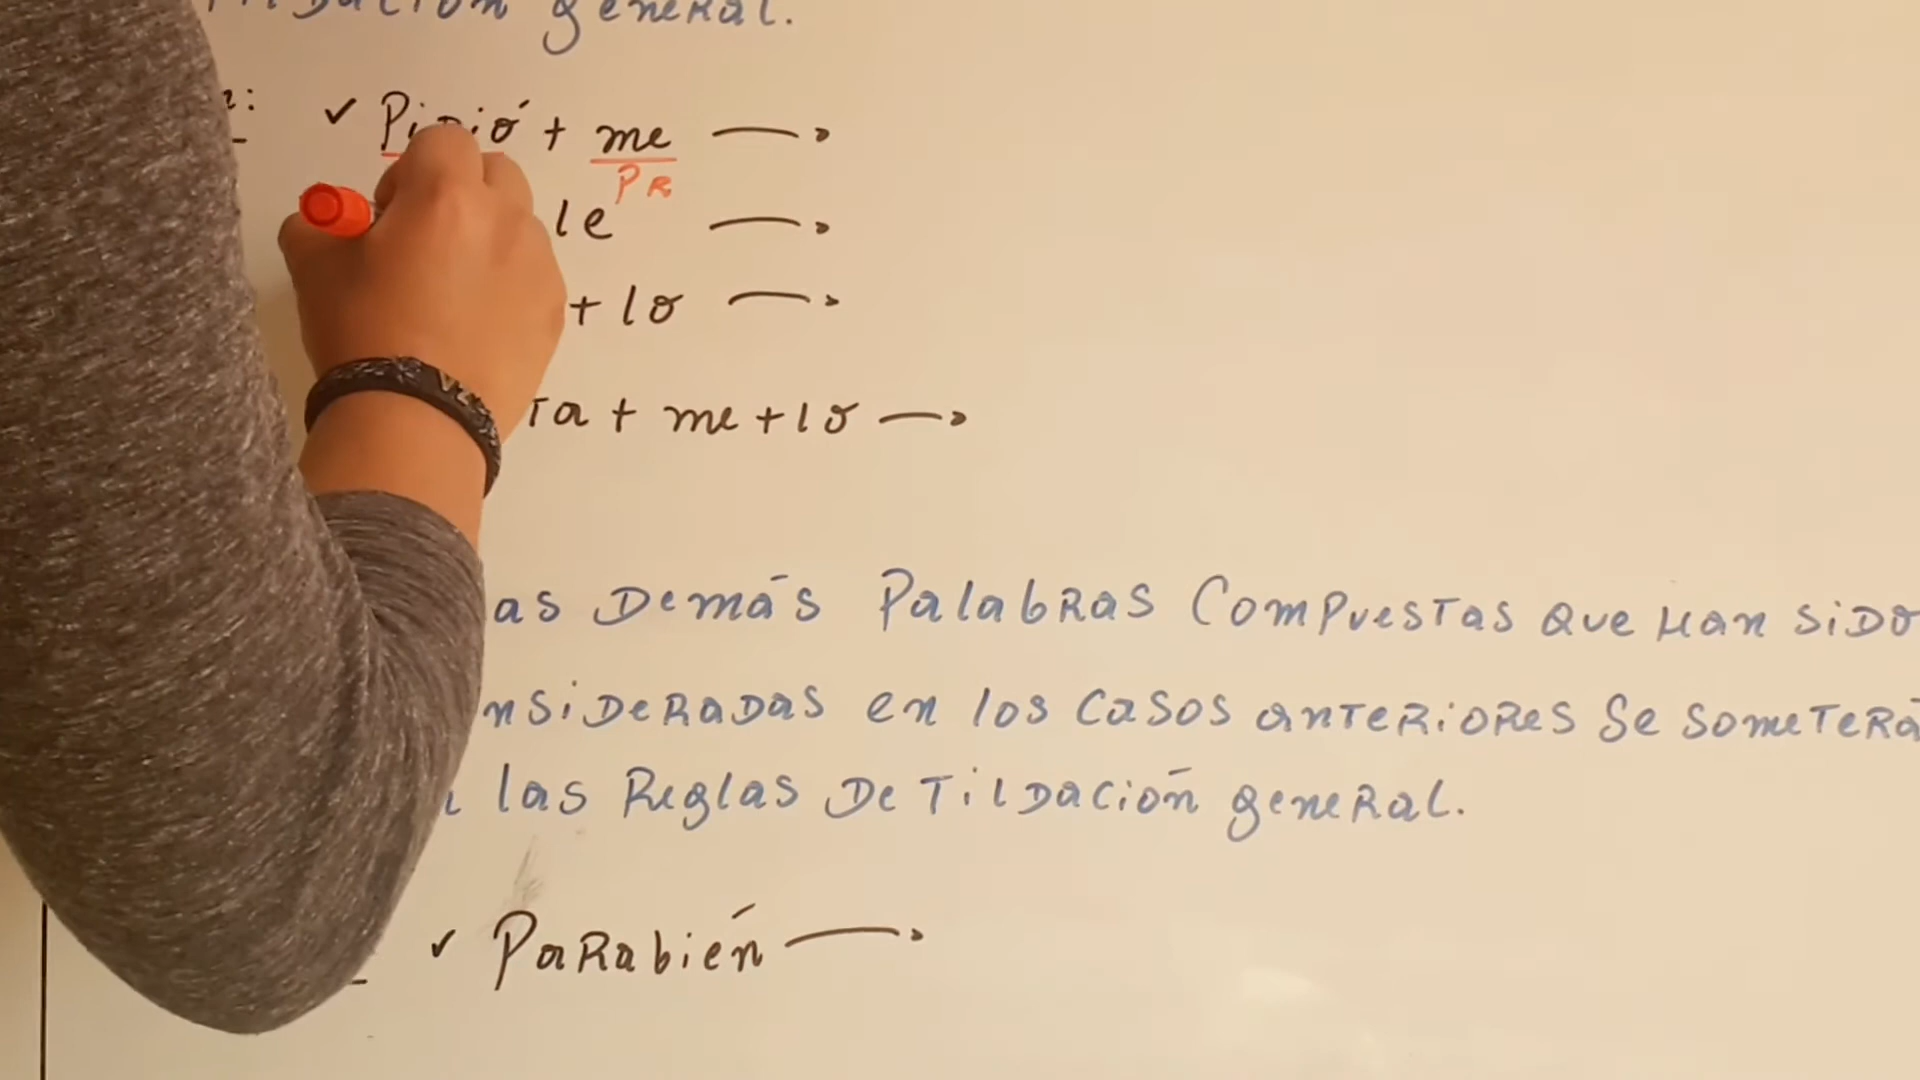 general.
✓ Pidió + me →
PR
le →
+ lo →
Ta + me + lo →
as Demás Palabras Compuestas que han sido
nsideradas en los casos anteriores se someterá
las Reglas De Tildación general.
✓ Parabién →